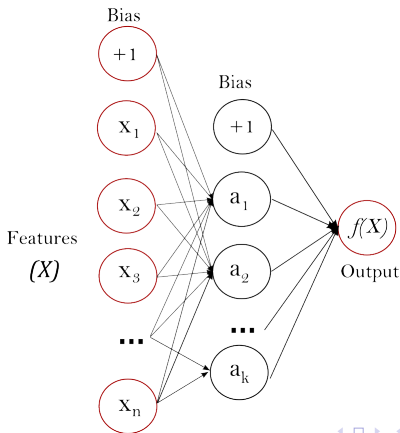 Bias
+1
x1
x2
x3
...
xn
Features
(X)
Bias
+1
a1
a2
...
ak
f(X)
Output